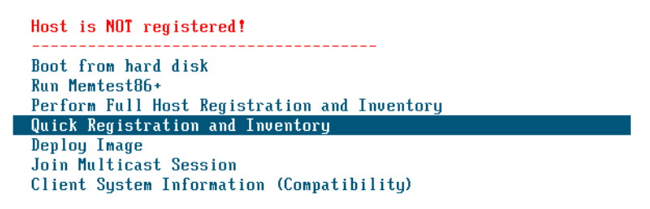 Host is NOT registered!
------------------------------------
Boot from hard disk
Run Memtest86+
Perform Full Host Registration and Inventory
Quick Registration and Inventory
Deploy Image
Join Multicast Session
Client System Information (Compatibility)